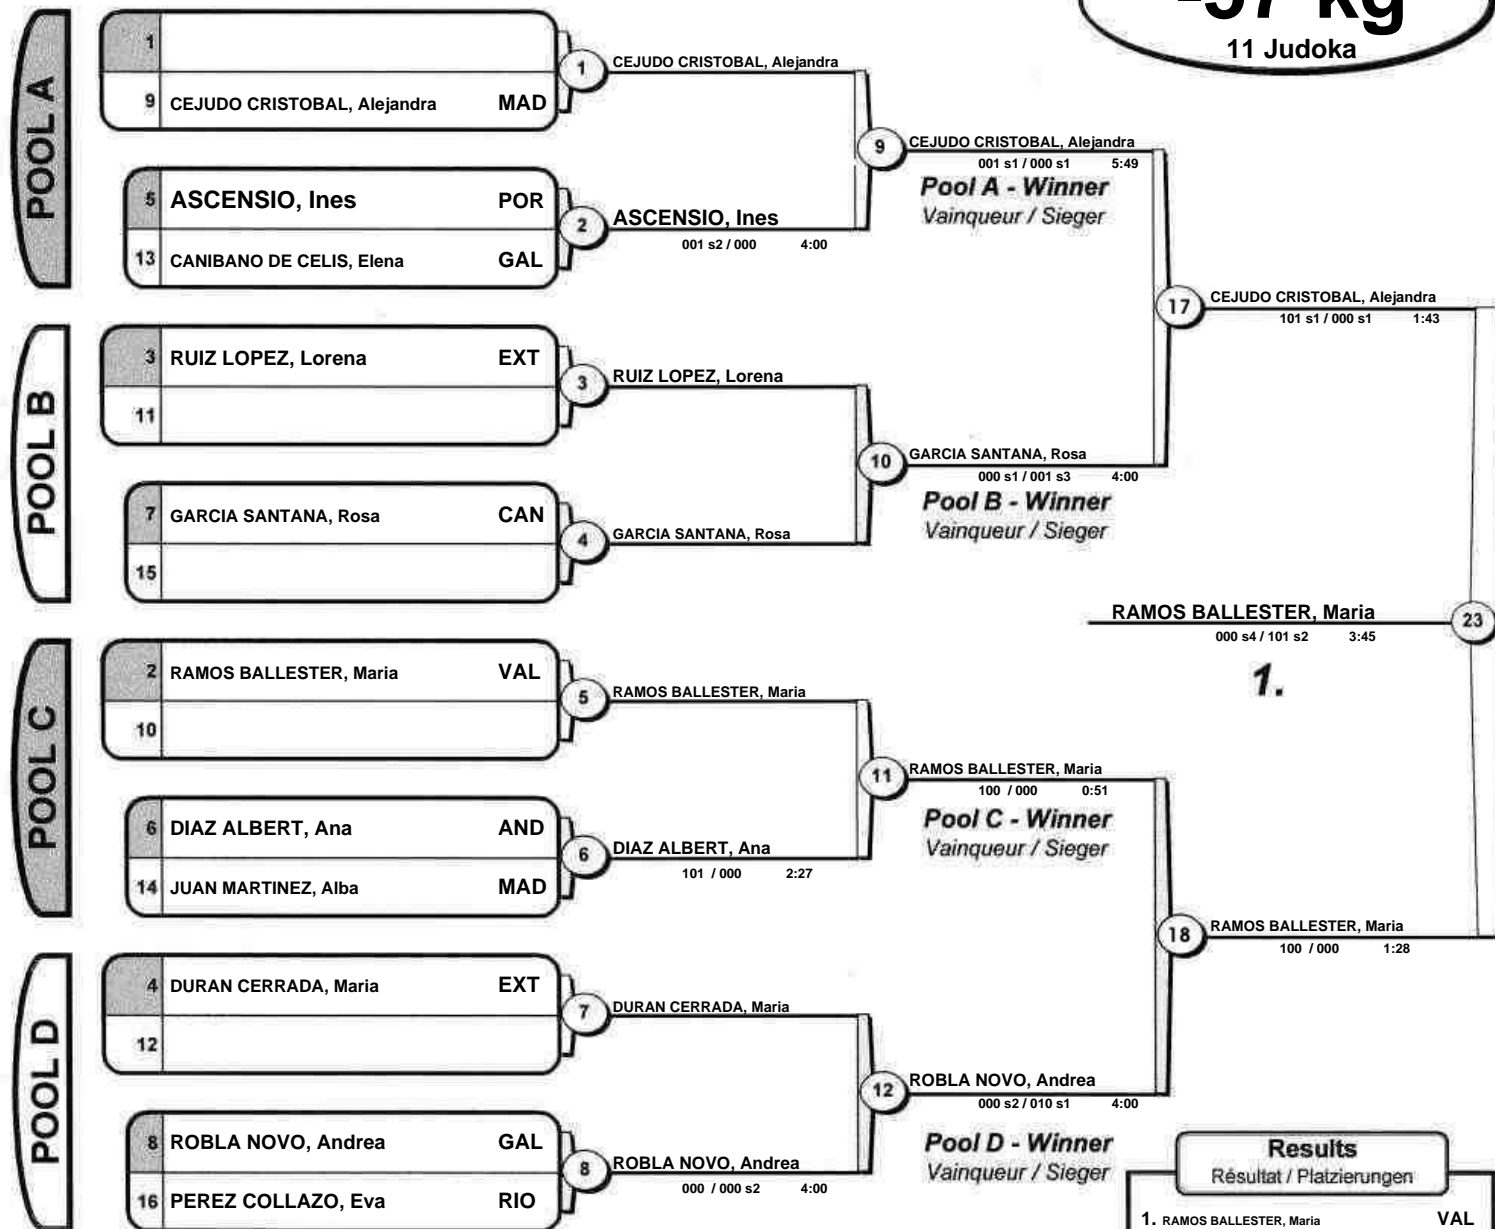 -57 kg
11 Judoka
POOL A
1
9 CEJUDO CRISTOBAL, Alejandra MAD
1 CEJUDO CRISTOBAL, Alejandra
5 ASCENSIO, Ines POR
13 CANIBANO DE CELIS, Elena GAL
2 ASCENSIO, Ines
001 s2 / 000 4:00
9 CEJUDO CRISTOBAL, Alejandra
001 s1 / 000 s1 5:49
Pool A - Winner
Vainqueur / Sieger
POOL B
3 RUIZ LOPEZ, Lorena EXT
11
3 RUIZ LOPEZ, Lorena
7 GARCIA SANTANA, Rosa CAN
15
4 GARCIA SANTANA, Rosa
10 GARCIA SANTANA, Rosa
000 s1 / 001 s3 4:00
Pool B - Winner
Vainqueur / Sieger
17 CEJUDO CRISTOBAL, Alejandra
101 s1 / 000 s1 1:43
RAMOS BALLESTER, Maria 23
000 s4 / 101 s2 3:45
1.
POOL C
2 RAMOS BALLESTER, Maria VAL
10
5 RAMOS BALLESTER, Maria
6 DIAZ ALBERT, Ana AND
14 JUAN MARTINEZ, Alba MAD
6 DIAZ ALBERT, Ana
101 / 000 2:27
11 RAMOS BALLESTER, Maria
100 / 000 0:51
Pool C - Winner
Vainqueur / Sieger
18 RAMOS BALLESTER, Maria
100 / 000 1:28
POOL D
4 DURAN CERRADA, Maria EXT
12
7 DURAN CERRADA, Maria
8 ROBLA NOVO, Andrea GAL
16 PEREZ COLLAZO, Eva RIO
8 ROBLA NOVO, Andrea
000 / 000 s2 4:00
12 ROBLA NOVO, Andrea
000 s2 / 010 s1 4:00
Pool D - Winner
Vainqueur / Sieger
Results
Résultat / Platzierungen
1. RAMOS BALLESTER, Maria VAL